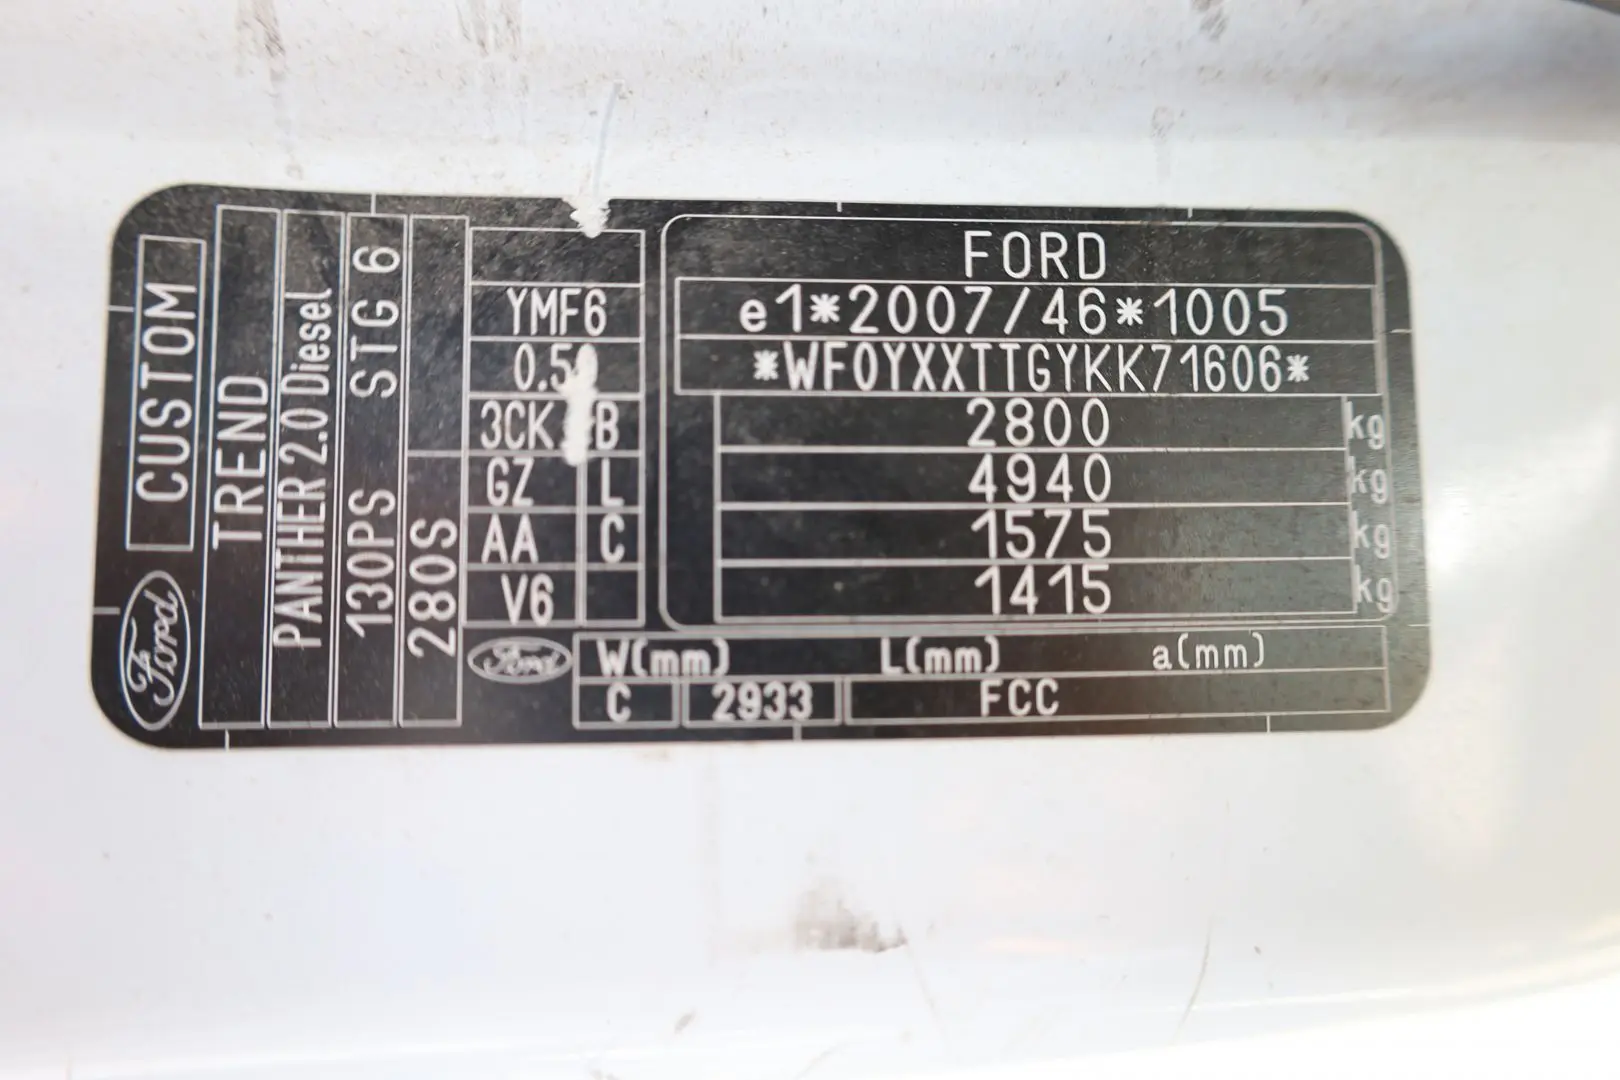 CUSTOM
Ford
TREND
PANTHER 2.0 Diesel
130PS STG 6
280S
YMF6
3CK B
GZ L
AA C
V6
Ford
FORD
e1*2007/46*1005
*WF0YXXTTGYKK71606*
2800 kg
4940 kg
1575 kg
1415 kg
W(mm) L(mm) a(mm)
C 2933 FCC